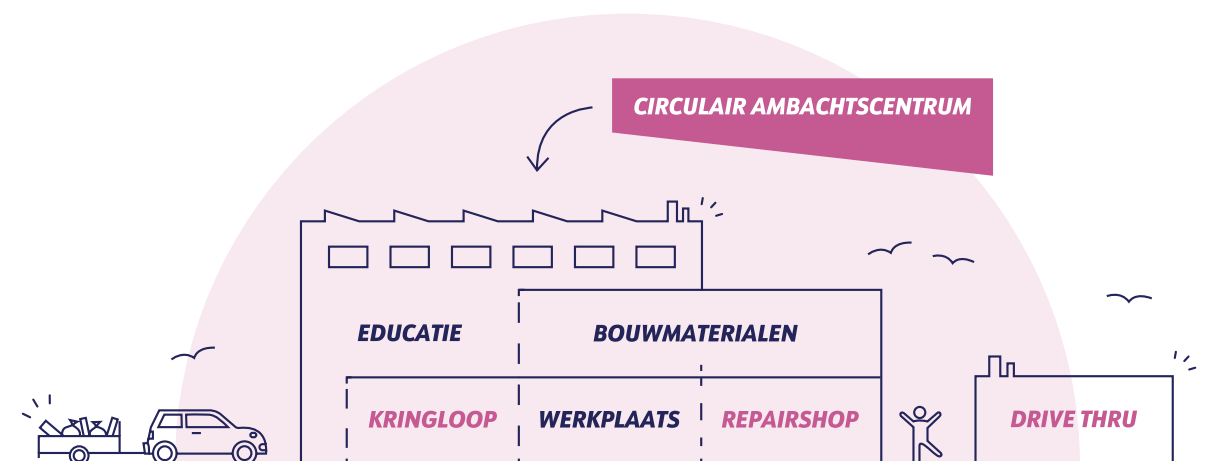 CIRCULAIR AMBACHTSCENTRUM
EDUCATIE
BOUWMATERIALEN
KRINGLOOP
WERKPLAATS
REPAIRSHOP
DRIVE THRU